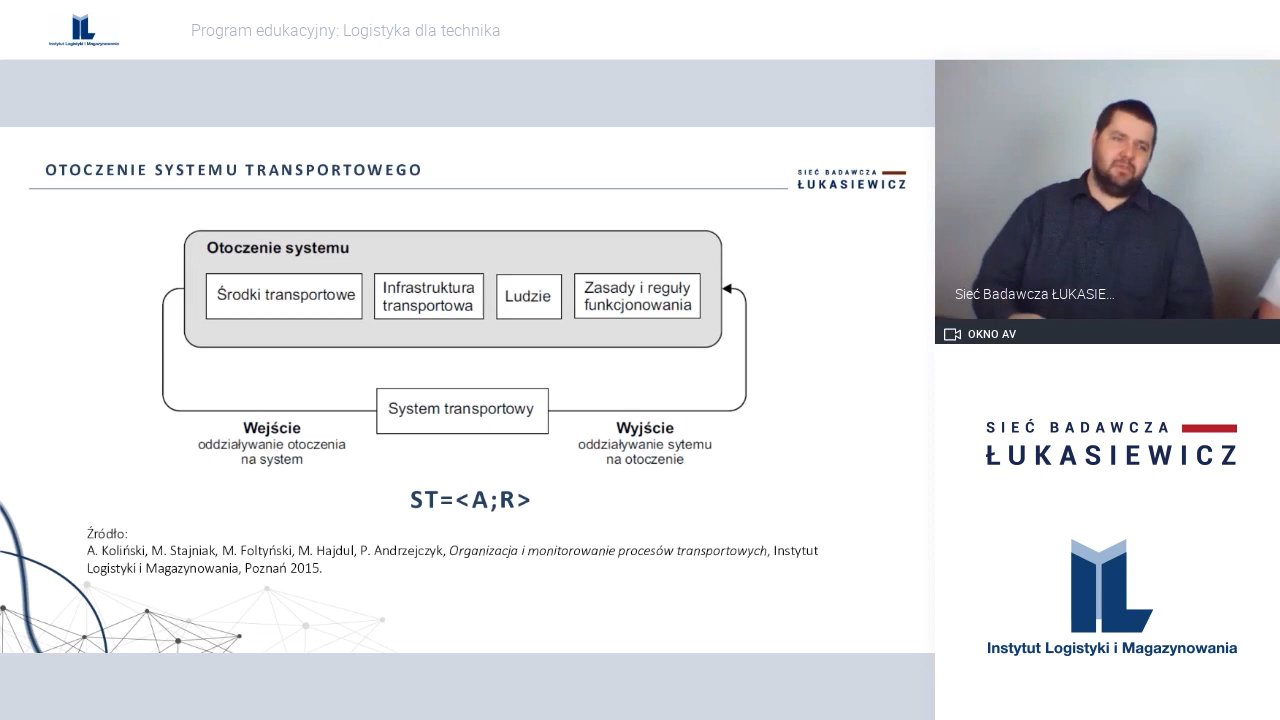 Instytut Logistyki i Magazynowania
Program edukacyjny: Logistyka dla technika
OTOCZENIE SYSTEMU TRANSPORTOWEGO
SIEĆ BADAWCZA
ŁUKASIEWICZ
Otoczenie systemu
Środki transportowe
Infrastruktura
transportowa
Ludzie
Zasady i reguły
funkcjonowania
System transportowy
Wejście
oddziaływanie otoczenia
na system
Wyjście
oddziaływanie sytemu
na otoczenie
ST=<A;R>
Źródło:
A. Koliński, M. Stajniak, M. Foltyński, M. Hajdul, P. Andrzejczyk, Organizacja i monitorowanie procesów transportowych, Instytut
Logistyki i Magazynowania, Poznań 2015.
Sieć Badawcza ŁUKASIE...
OKNO AV
SIEĆ BADAWCZA
ŁUKASIEWICZ
Instytut Logistyki i Magazynowania